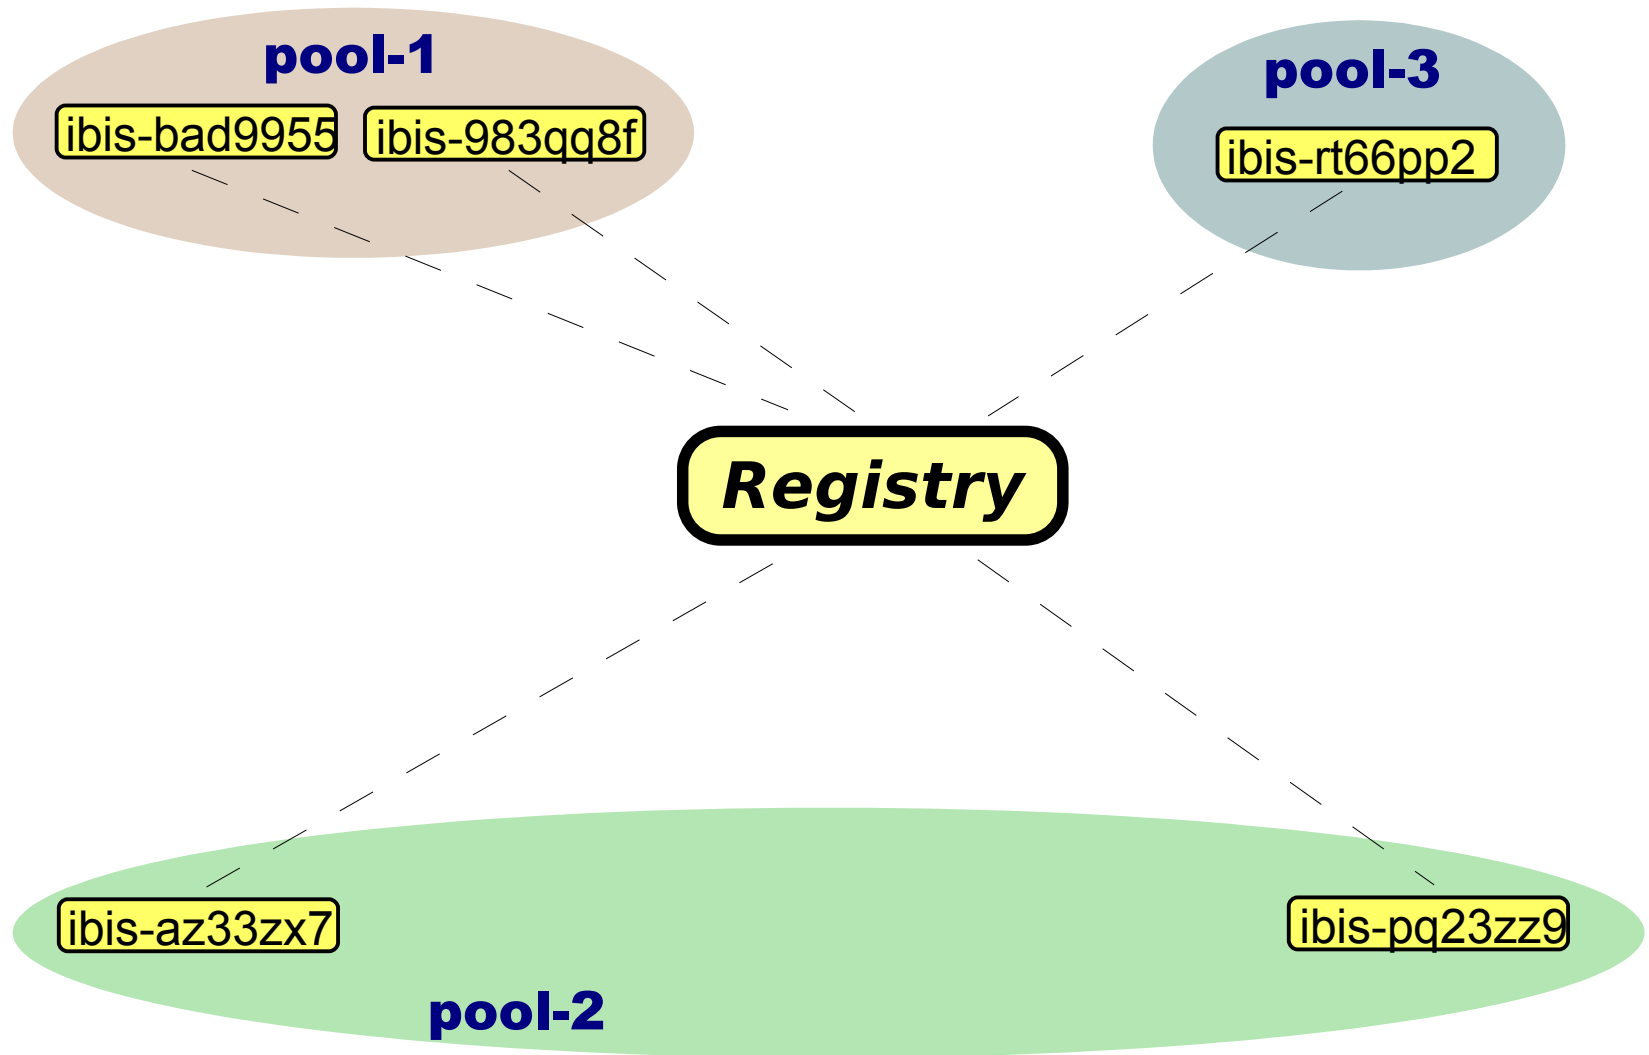 pool-1
ibis-bad9955
ibis-983qq8f
pool-3
ibis-rt66pp2
Registry
ibis-az33zx7
ibis-pq23zz9
pool-2